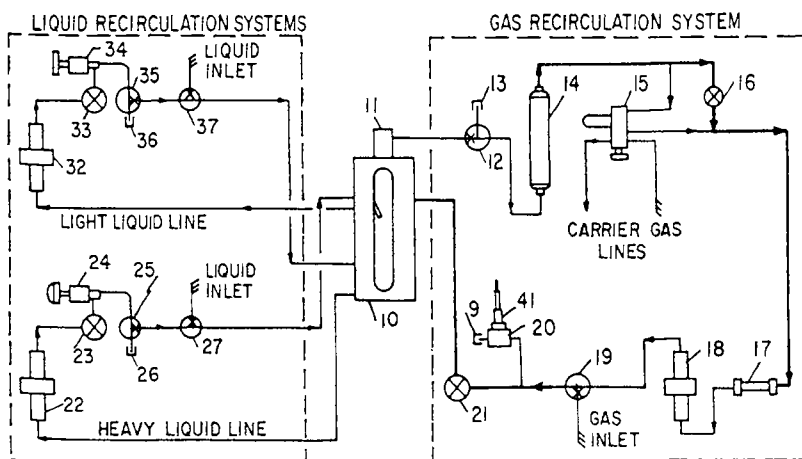 LIQUID RECIRCULATION SYSTEMS
GAS RECIRCULATION SYSTEM
34
35
LIQUID
INLET
33
36
37
32
LIGHT LIQUID LINE
24
25
LIQUID
INLET
23
26
27
22
HEAVY LIQUID LINE
11
10
13
12
14
15
16
CARRIER GAS
LINES
41
9
20
19
18
17
21
GAS
INLET